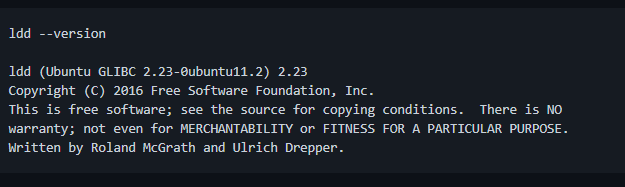 ldd --version
ldd (Ubuntu GLIBC 2.23-0ubuntu11.2) 2.23
Copyright (C) 2016 Free Software Foundation, Inc.
This is free software; see the source for copying conditions.  There is NO
warranty; not even for MERCHANTABILITY or FITNESS FOR A PARTICULAR PURPOSE.
Written by Roland McGrath and Ulrich Drepper.